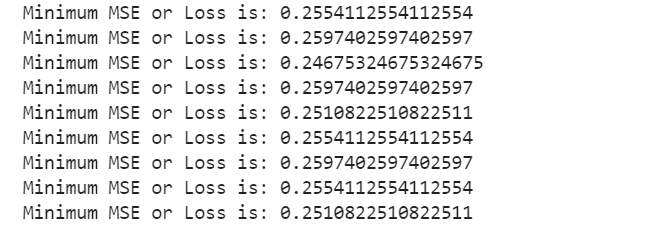 Minimum MSE or Loss is: 0.2554112554112554
Minimum MSE or Loss is: 0.2597402597402597
Minimum MSE or Loss is: 0.24675324675324675
Minimum MSE or Loss is: 0.2597402597402597
Minimum MSE or Loss is: 0.2510822510822511
Minimum MSE or Loss is: 0.2554112554112554
Minimum MSE or Loss is: 0.2597402597402597
Minimum MSE or Loss is: 0.2554112554112554
Minimum MSE or Loss is: 0.2510822510822511